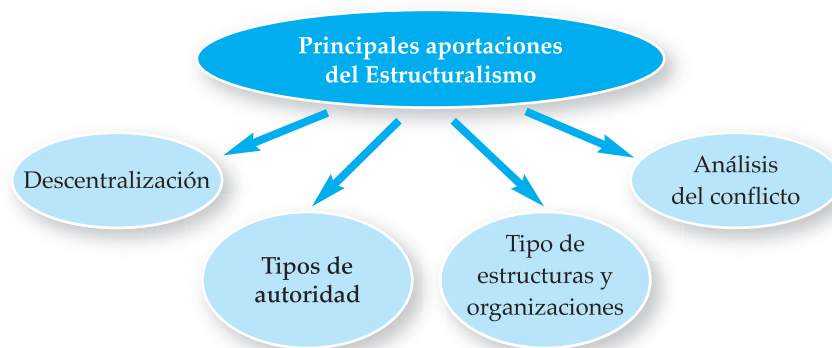 Principales aportaciones
del Estructuralismo
Descentralización
Tipos de
autoridad
Tipo de
estructuras y
organizaciones
Análisis
del conflicto